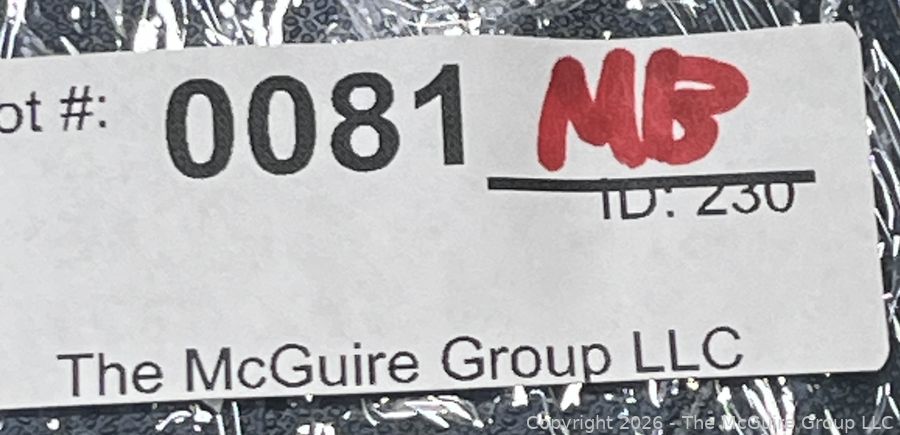 ot #: 0081 MB
ID: 230
The McGuire Group LLC
Copyright 2026 - The McGuire Group LLC